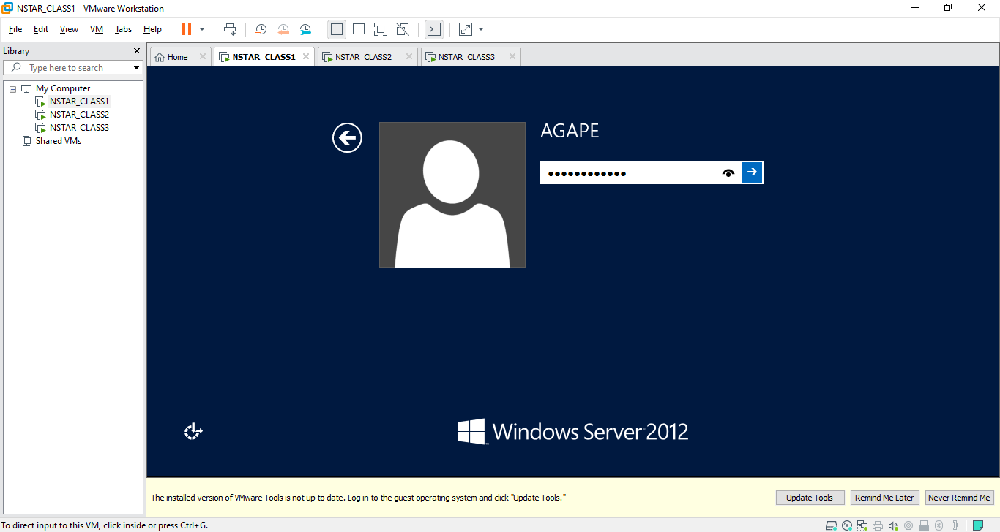 NSTAR_CLASS1 - VMware Workstation
File Edit View VM Tabs Help
Library
Type here to search
My Computer
NSTAR_CLASS1
NSTAR_CLASS2
NSTAR_CLASS3
Shared VMs
Home NSTAR_CLASS1 NSTAR_CLASS2 NSTAR_CLASS3
AGAPE
Windows Server 2012
The installed version of VMware Tools is not up to date. Log in to the guest operating system and click "Update Tools."
Update Tools Remind Me Later Never Remind Me
To direct input to this VM, click inside or press Ctrl+G.